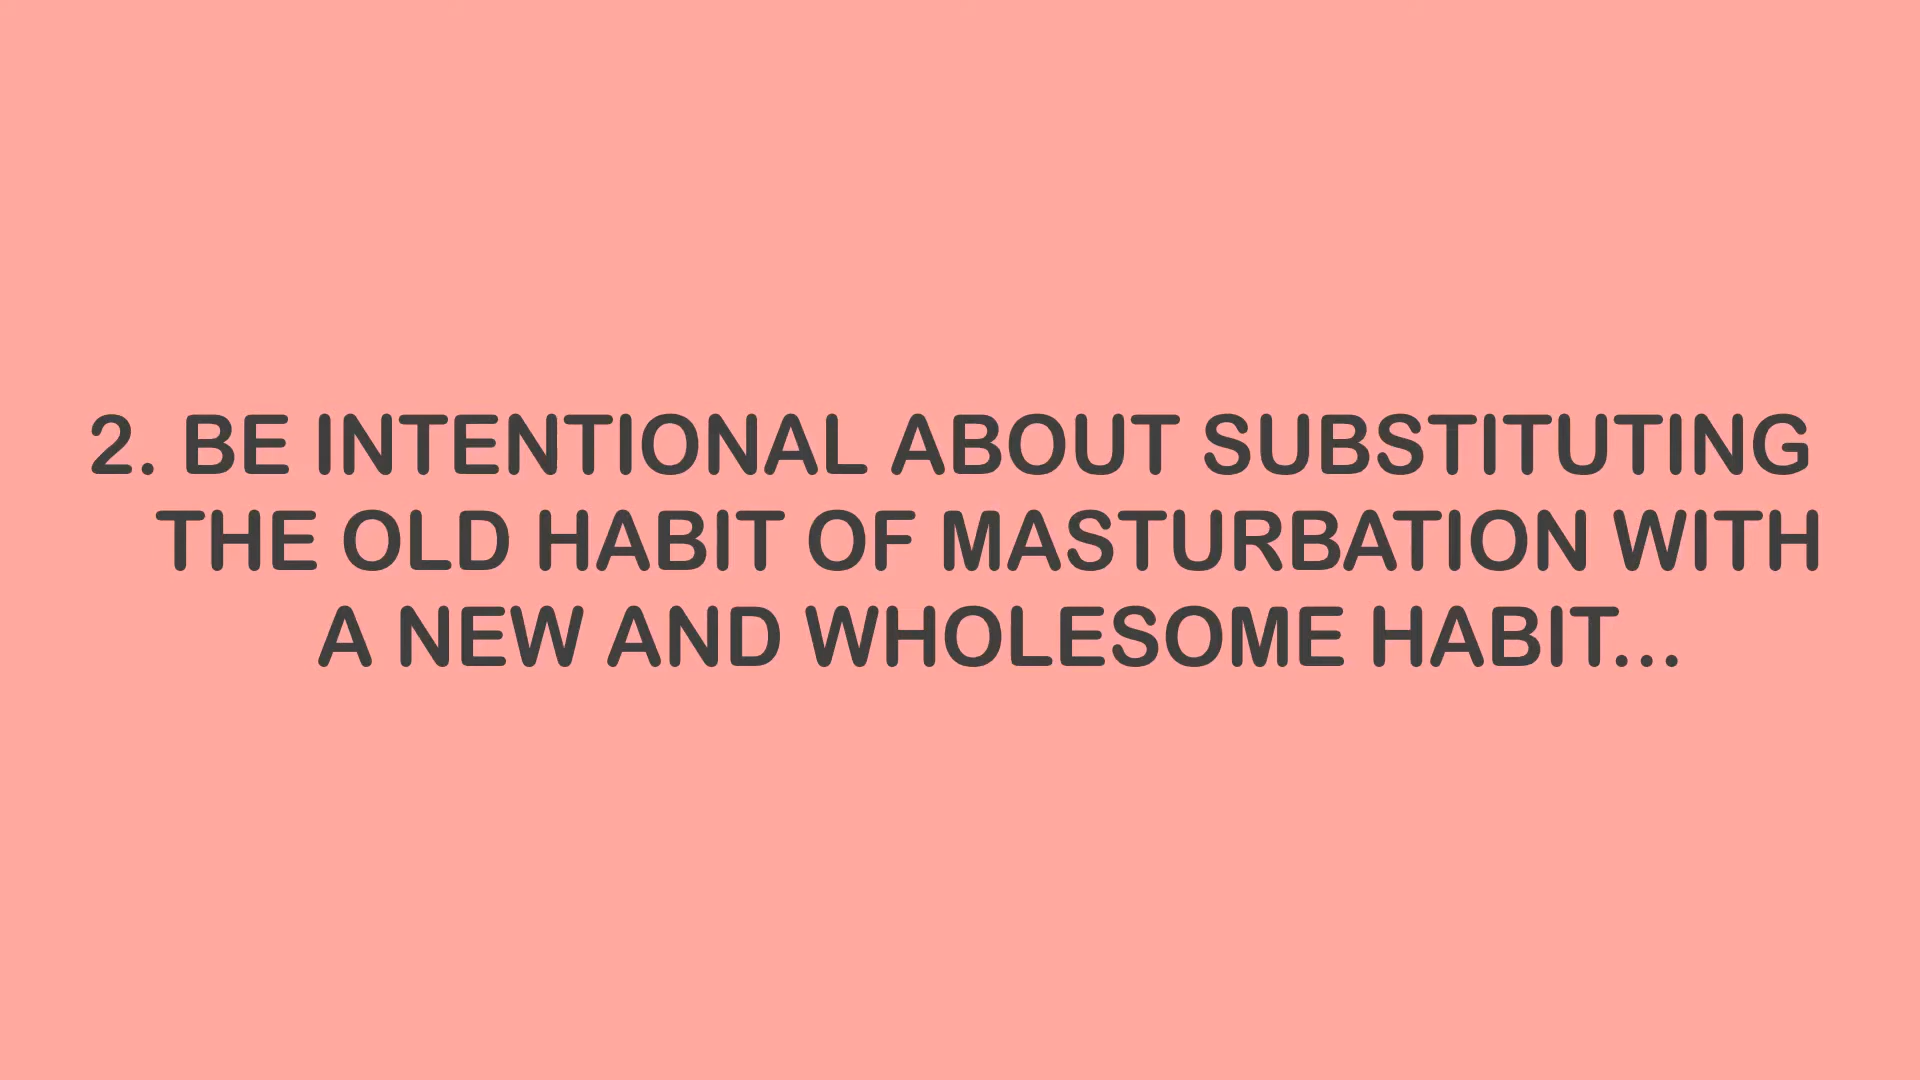 2. BE INTENTIONAL ABOUT SUBSTITUTING
THE OLD HABIT OF MASTURBATION WITH
A NEW AND WHOLESOME HABIT...